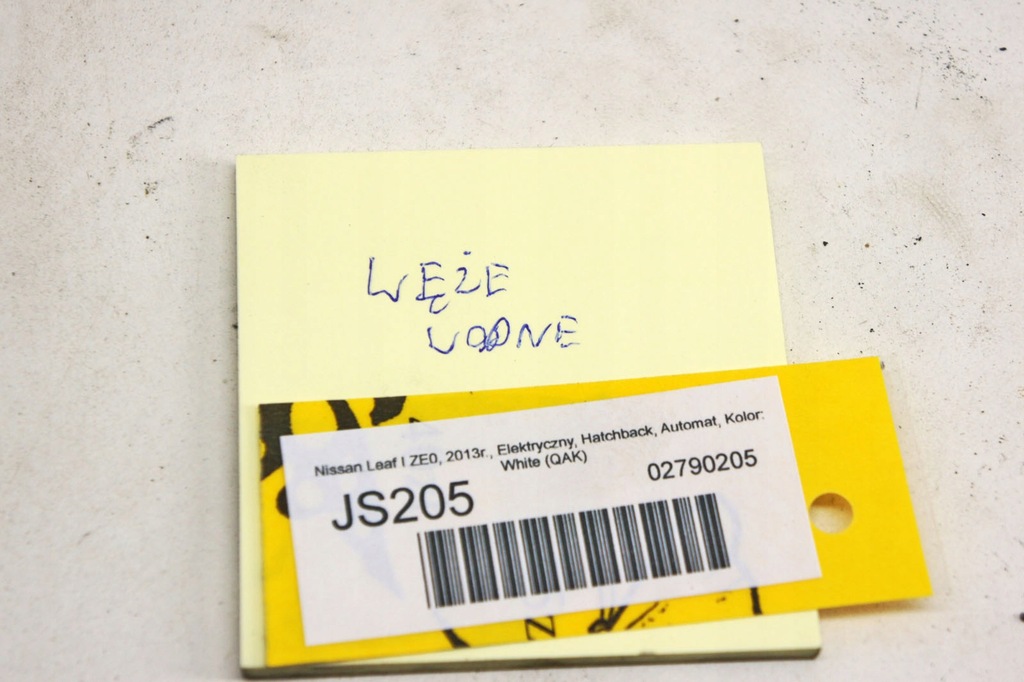 WĘŻE
WODNE
Nissan Leaf I ZE0, 2013r., Elektryczny, Hatchback, Automat, Kolor:
White (QAK)
JS205
02790205